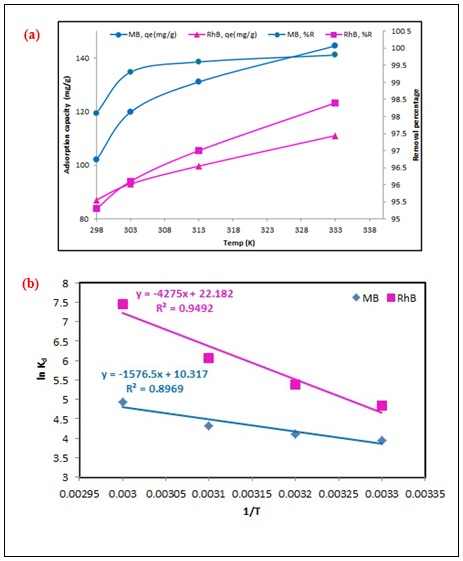 (a)
MB, qe(mg/g) RhB, qe(mg/g) MB, %R RhB, %R
Adsorption capacity (mg/g)
140
120
100
80
100.5
100
99.5
99
98.5
98
97.5
97
96.5
96
95.5
95
Removal percentage
298 303 308 313 318 323 328 333 338
Temp (K)
(b)
MB RhB
ln Kd
8
7.5
7
6.5
6
5.5
5
4.5
4
3.5
3
y = -4275x + 22.182
R² = 0.9492
y = -1576.5x + 10.317
R² = 0.8969
0.00295 0.003 0.00305 0.0031 0.00315 0.0032 0.00325 0.0033 0.00335
1/T